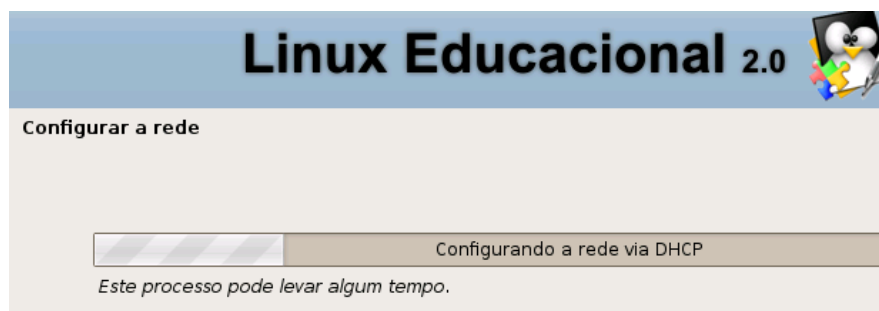 Linux Educacional 2.0
Configurar a rede
Configurando a rede via DHCP
Este processo pode levar algum tempo.